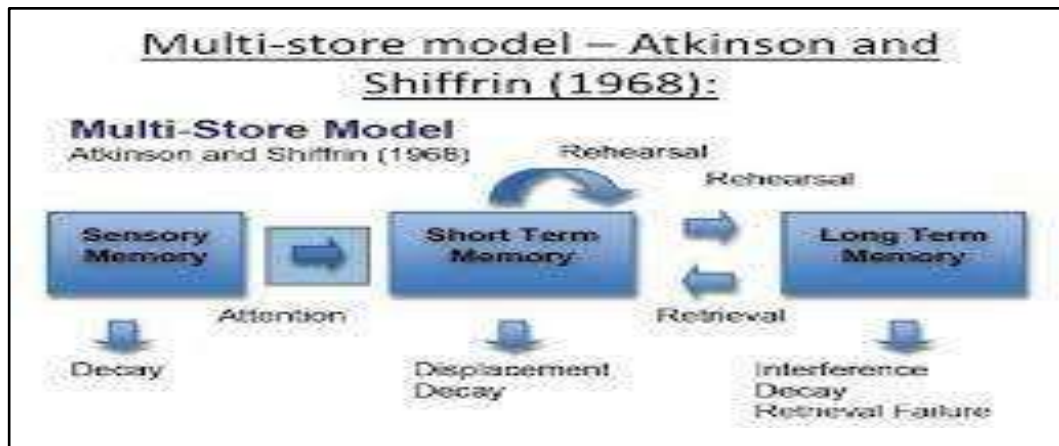 Multi-store model – Atkinson and
Shiffrin (1968):
Multi-Store Model
Atkinson and Shiffrin (1968)
Rehearsal
Rehearsal
Sensory
Memory
Short Term
Memory
Long Term
Memory
Attention
Retrieval
Decay
Displacement
Decay
Interference
Decay
Retrieval Failure